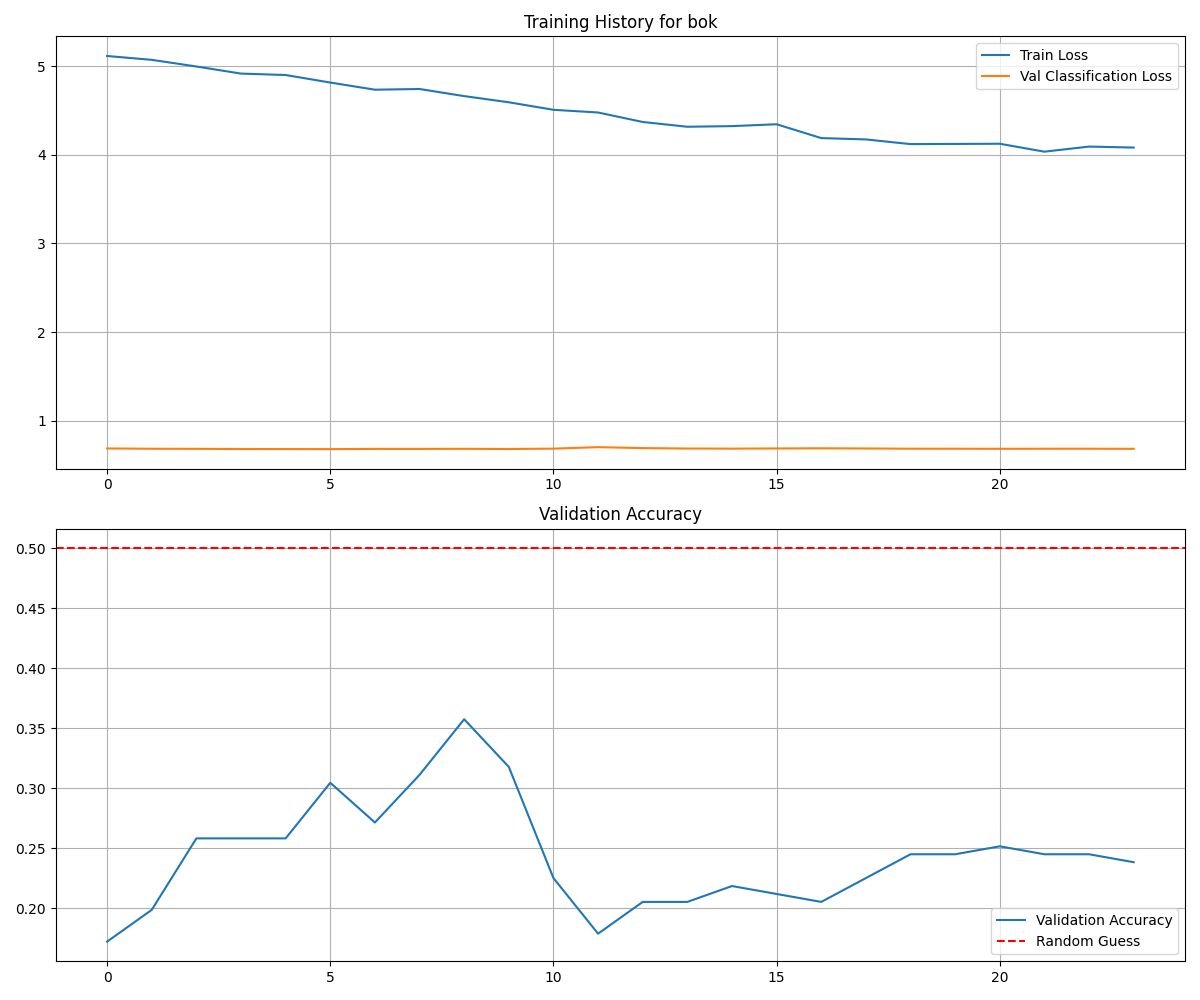 Training History for bok
Train Loss
Val Classification Loss
5
4
3
2
1
0 5 10 15 20
Validation Accuracy
0.50
0.45
0.40
0.35
0.30
0.25
0.20
Validation Accuracy
Random Guess
0 5 10 15 20